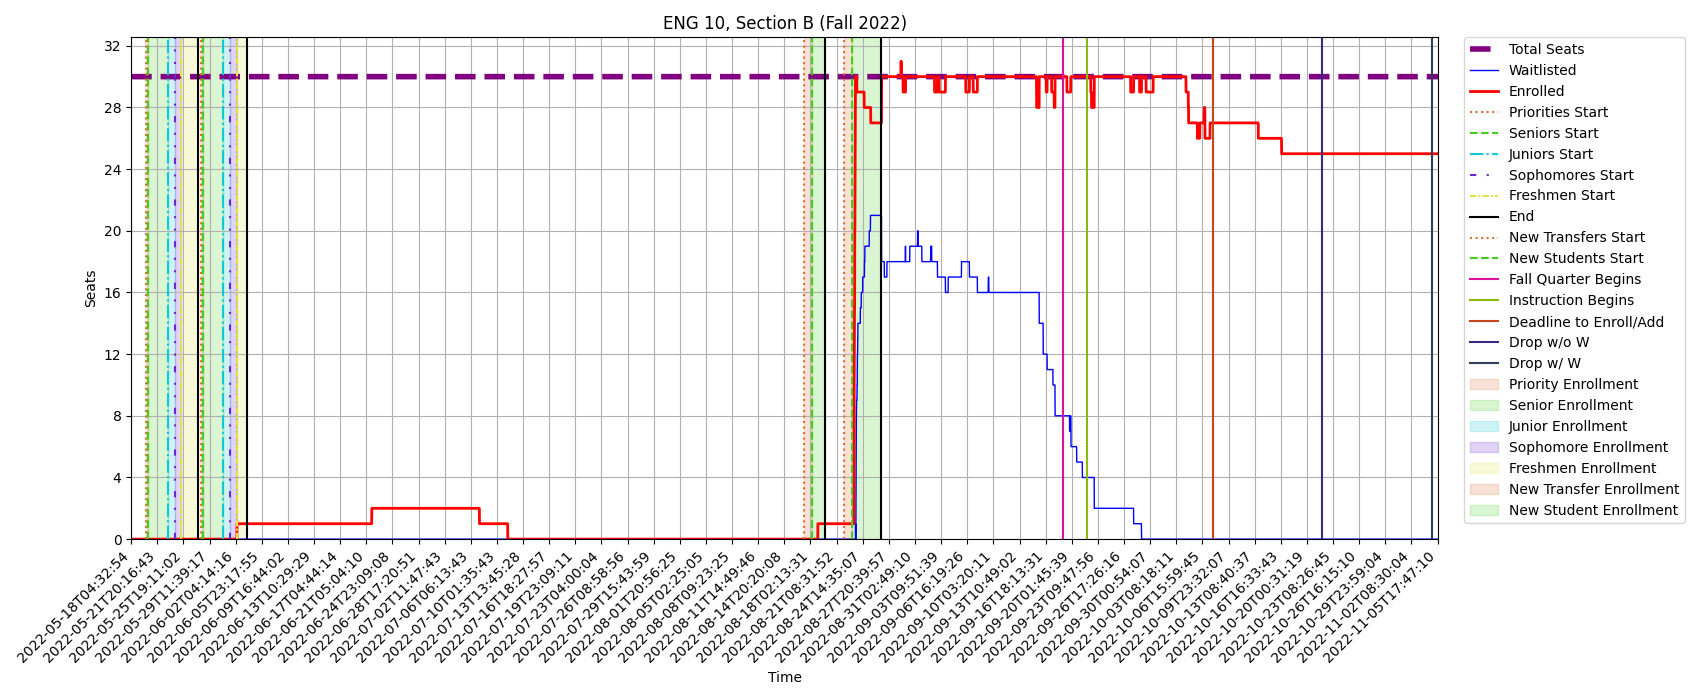 ENG 10, Section B (Fall 2022)
Seats
32
28
24
20
16
12
8
4
0
2022-05-18T04:32:54
2022-05-21T20:16:43
2022-05-25T19:11:02
2022-05-29T11:39:17
2022-06-02T04:14:16
2022-06-05T23:17:55
2022-06-09T16:44:02
2022-06-13T10:29:29
2022-06-17T04:44:14
2022-06-21T05:04:10
2022-06-24T23:09:08
2022-06-28T17:20:51
2022-07-02T11:47:43
2022-07-06T06:13:43
2022-07-10T01:35:43
2022-07-13T13:45:28
2022-07-16T18:27:57
2022-07-19T23:09:11
2022-07-23T04:00:04
2022-07-26T08:58:56
2022-07-29T15:43:59
2022-08-01T20:56:25
2022-08-05T02:25:05
2022-08-08T09:23:25
2022-08-11T14:49:46
2022-08-14T20:20:08
2022-08-18T02:13:31
2022-08-21T08:31:52
2022-08-24T14:35:07
2022-08-27T20:39:57
2022-08-31T02:49:10
2022-09-03T09:51:39
2022-09-06T16:19:26
2022-09-10T03:20:11
2022-09-13T10:49:02
2022-09-16T18:13:31
2022-09-20T01:45:39
2022-09-23T09:47:56
2022-09-26T17:26:16
2022-09-30T00:54:07
2022-10-03T08:18:11
2022-10-06T15:59:45
2022-10-09T23:32:07
2022-10-13T08:40:37
2022-10-16T16:33:43
2022-10-20T00:31:19
2022-10-23T08:26:45
2022-10-26T16:15:10
2022-10-29T23:59:04
2022-11-02T08:30:04
2022-11-05T17:47:10
Time
Total Seats
Waitlisted
Enrolled
Priorities Start
Seniors Start
Juniors Start
Sophomores Start
Freshmen Start
End
New Transfers Start
New Students Start
Fall Quarter Begins
Instruction Begins
Deadline to Enroll/Add
Drop w/o W
Drop w/ W
Priority Enrollment
Senior Enrollment
Junior Enrollment
Sophomore Enrollment
Freshmen Enrollment
New Transfer Enrollment
New Student Enrollment